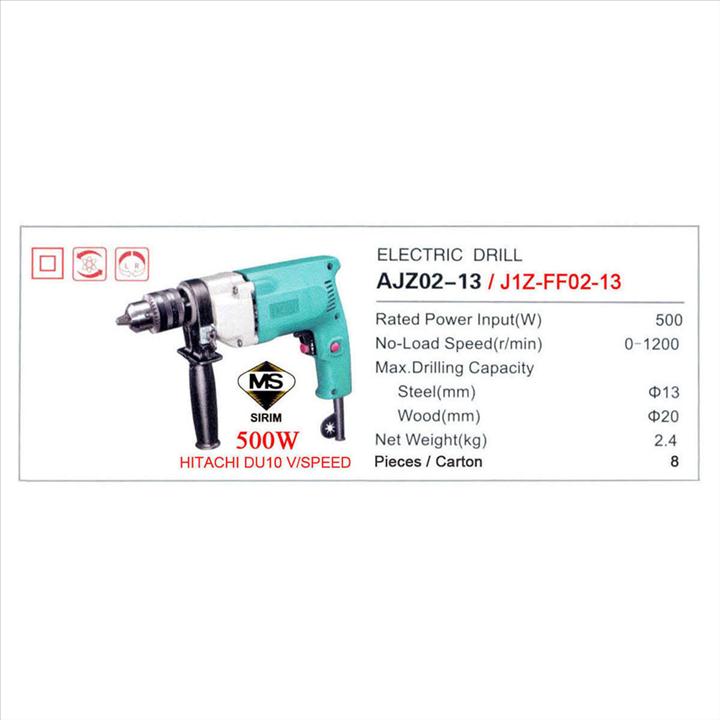 L R
ELECTRIC DRILL
AJZ02-13 / J1Z-FF02-13
Rated Power Input(W) 500
No-Load Speed(r/min) 0-1200
Max.Drilling Capacity
Steel(mm) Φ13
Wood(mm) Φ20
Net Weight(kg) 2.4
Pieces / Carton 8
MS
SIRIM
500W
HITACHI DU10 V/SPEED